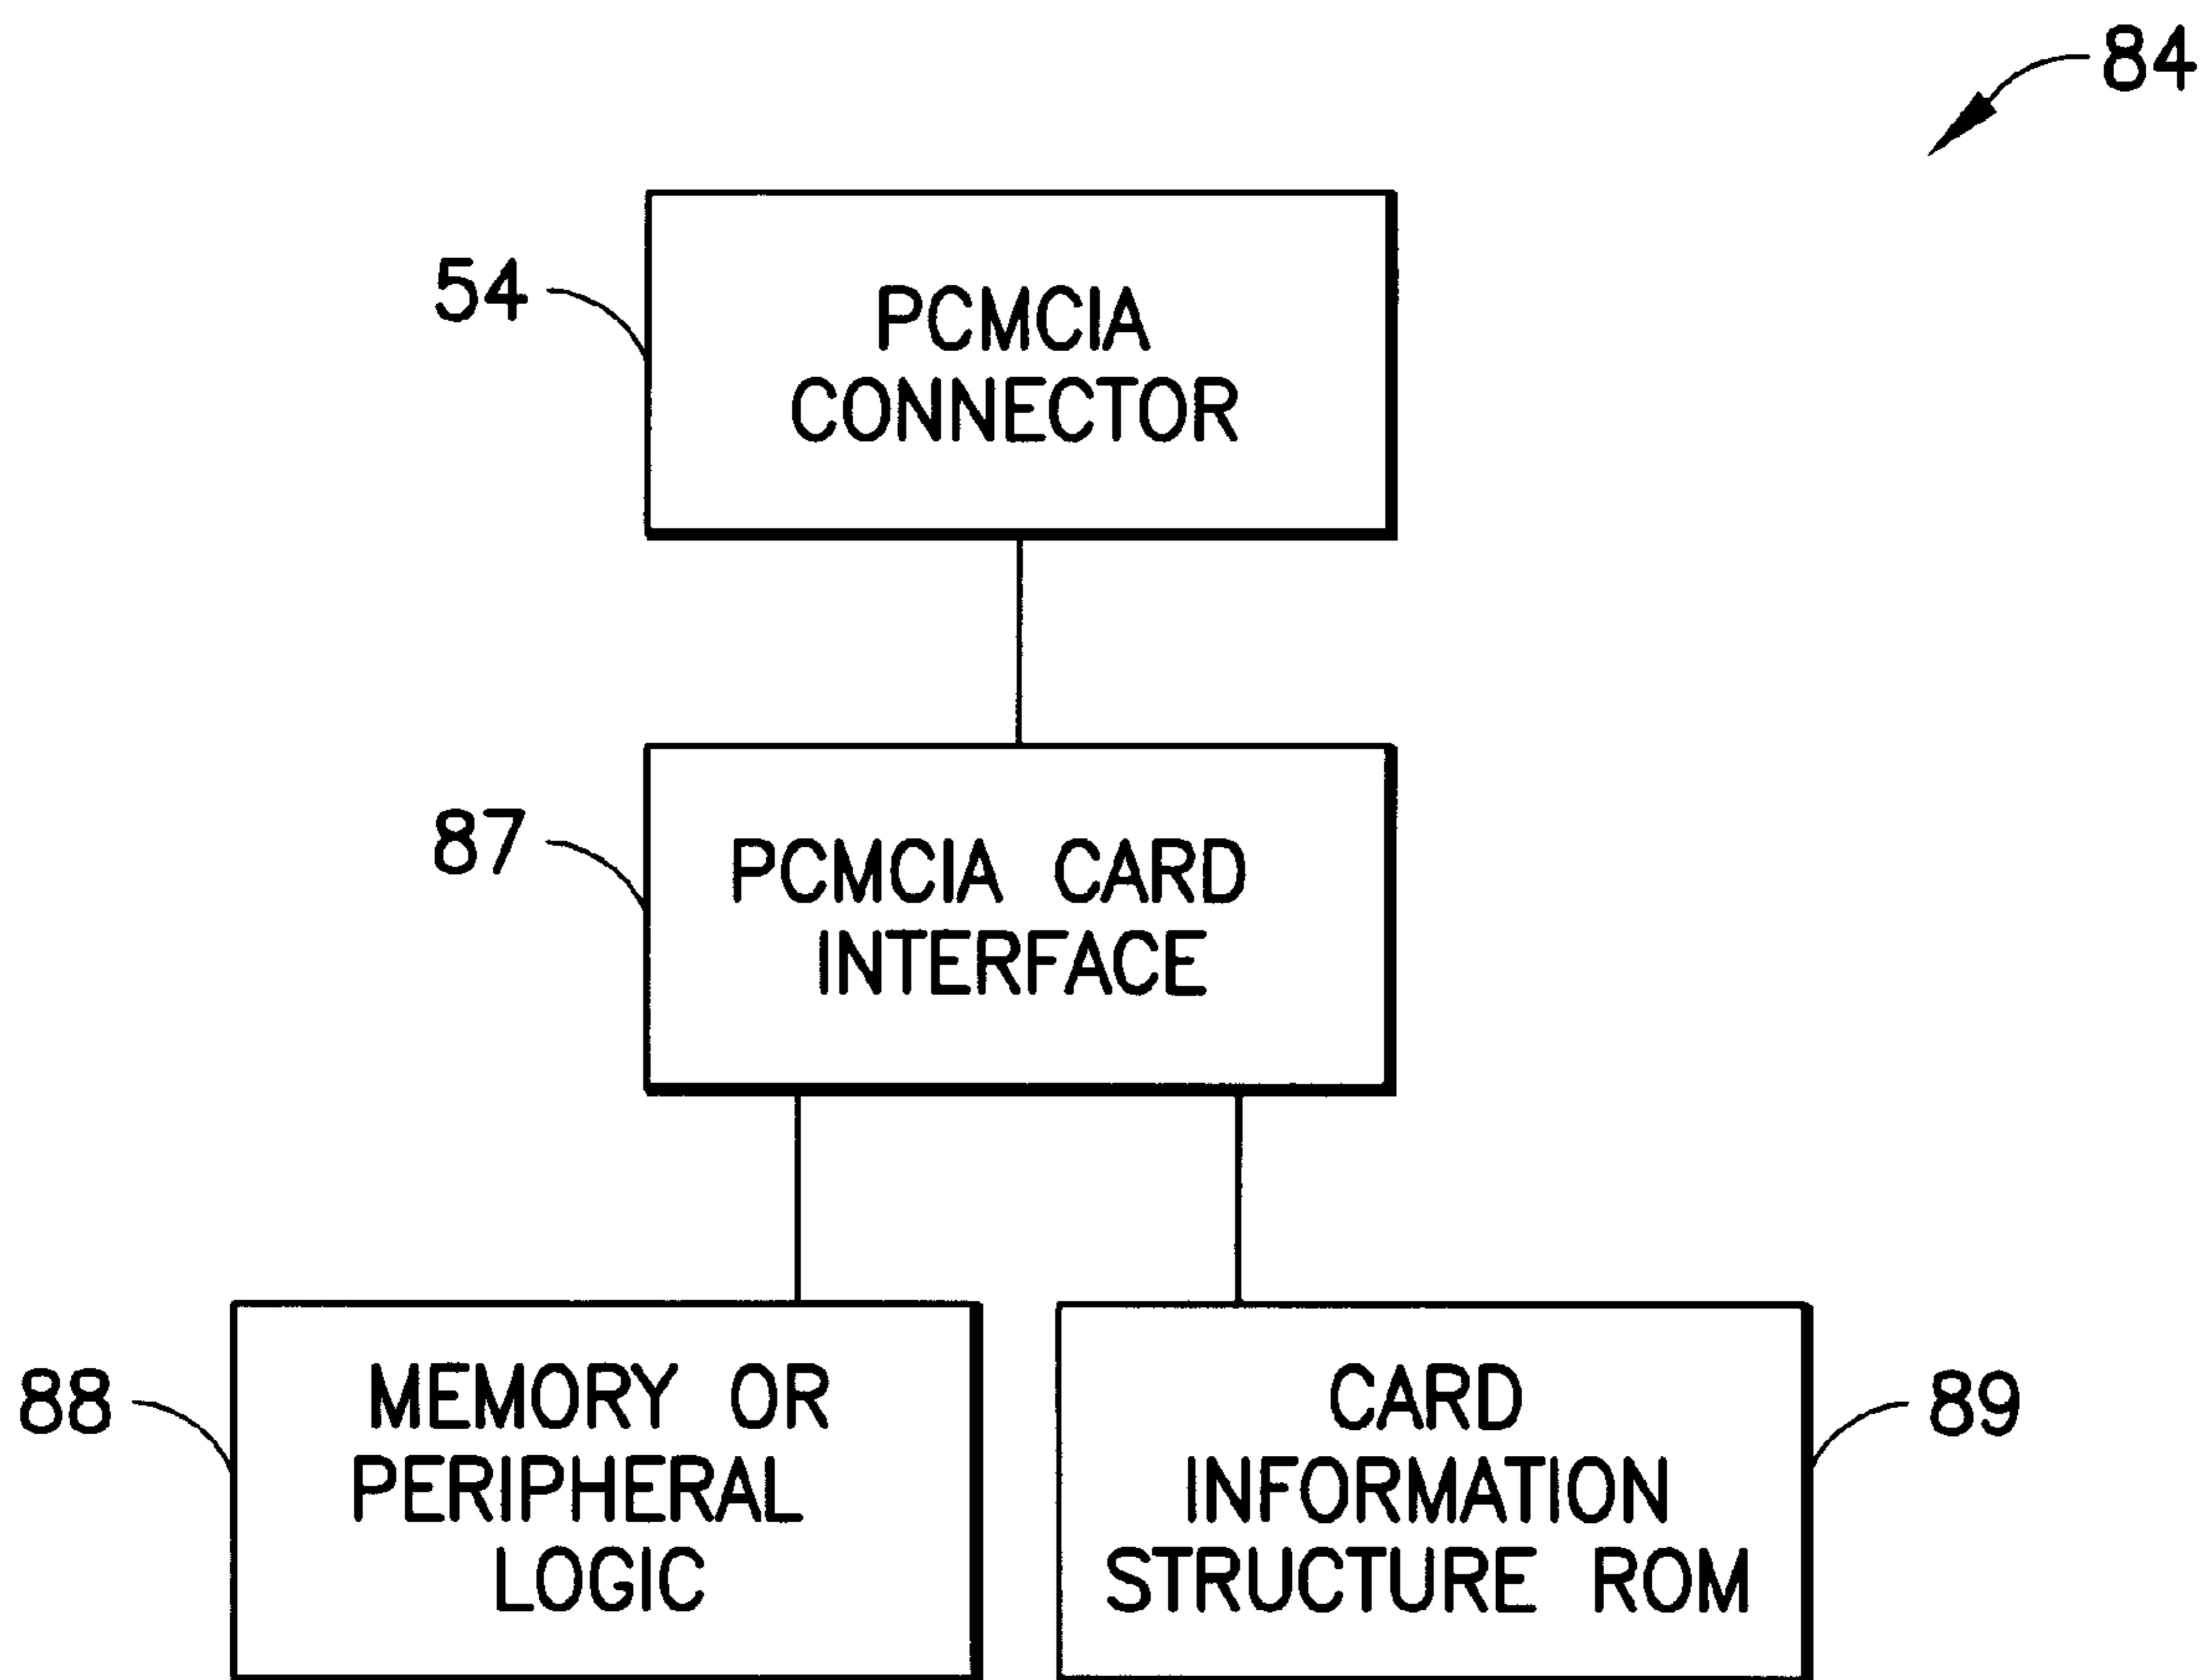 84
54
PCMCIA
CONNECTOR
87
PCMCIA CARD
INTERFACE
88
MEMORY OR
PERIPHERAL
LOGIC
CARD
INFORMATION
STRUCTURE ROM
89